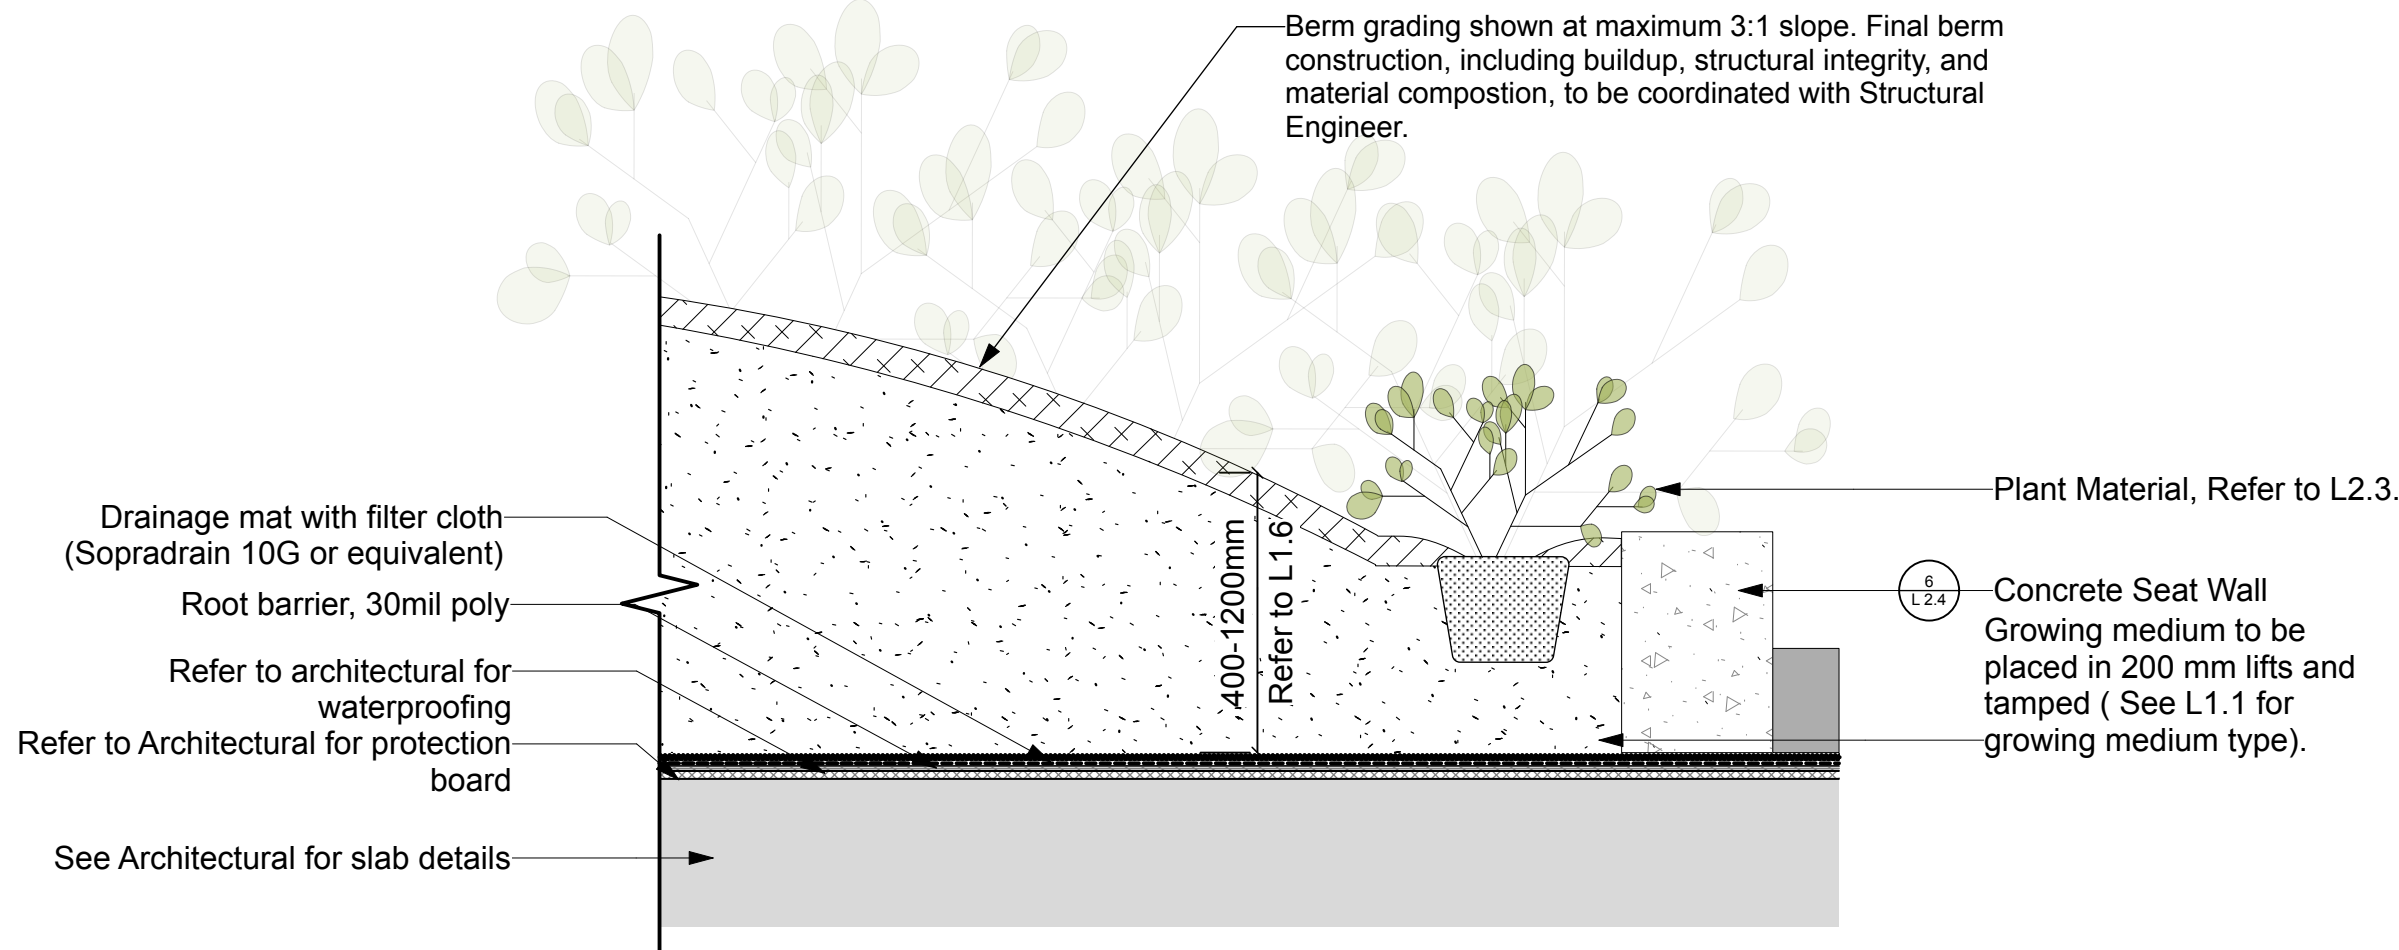 Berm grading shown at maximum 3:1 slope. Final berm
construction, including buildup, structural integrity, and
material compostion, to be coordinated with Structural
Engineer.
Drainage mat with filter cloth
(Sopradrain 10G or equivalent)
Root barrier, 30mil poly
Refer to architectural for
waterproofing
Refer to Architectural for protection
board
See Architectural for slab details
400-1200mm
Refer to L1.6
Plant Material, Refer to L2.3.
6
L 2.4
Concrete Seat Wall
Growing medium to be
placed in 200 mm lifts and
tamped ( See L1.1 for
growing medium type).